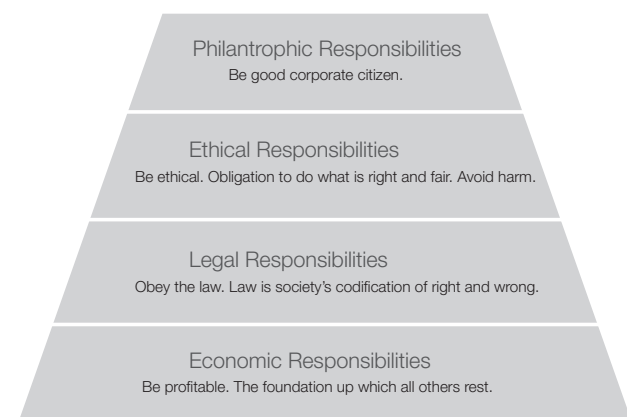 Philantrophic Responsibilities
Be good corporate citizen.
Ethical Responsibilities
Be ethical. Obligation to do what is right and fair. Avoid harm.
Legal Responsibilities
Obey the law. Law is society’s codification of right and wrong.
Economic Responsibilities
Be profitable. The foundation up which all others rest.